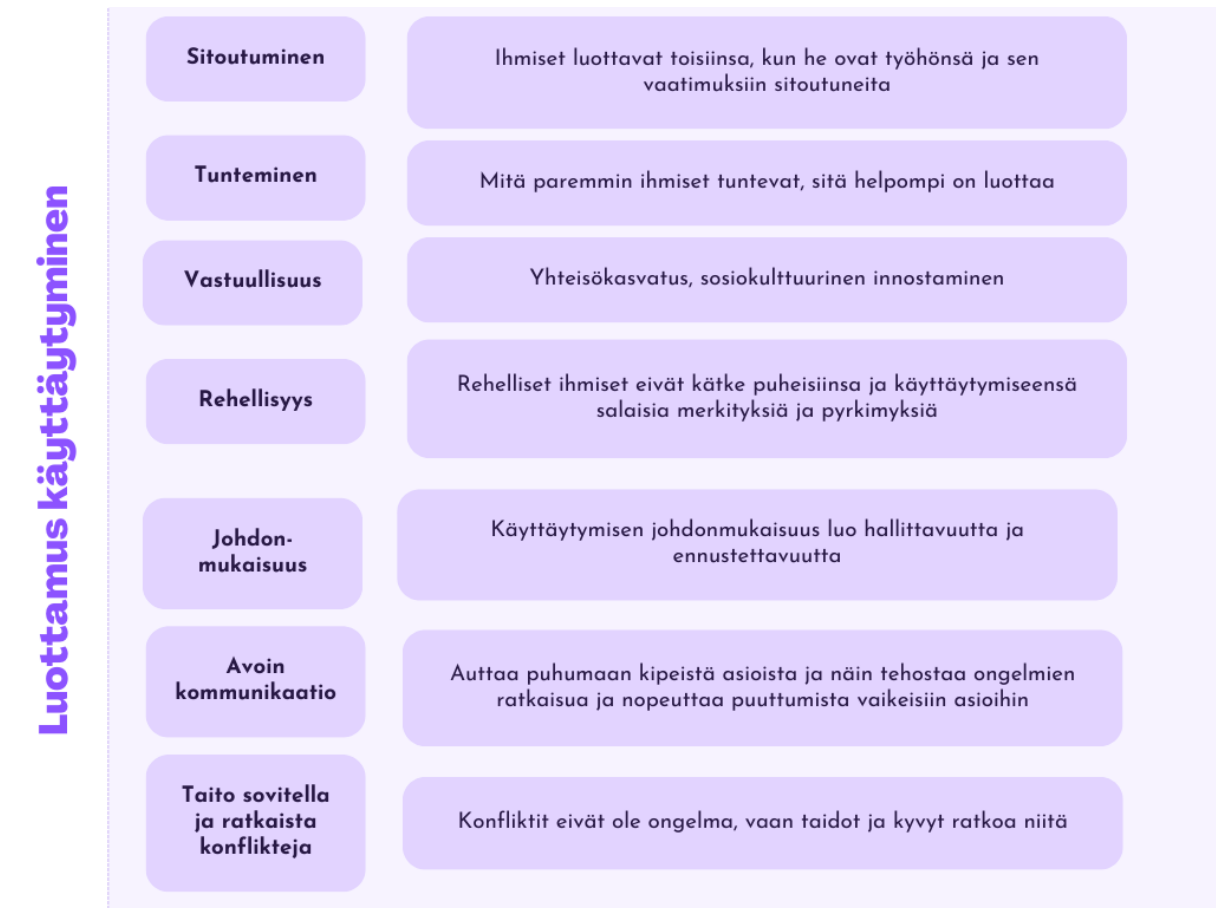 Luottamus käyttäytyminen
Sitoutuminen
Ihmiset luottavat toisiinsa, kun he ovat työhönsä ja sen
vaatimuksiin sitoutuneita
Tunteminen
Mitä paremmin ihmiset tuntevat, sitä helpompi on luottaa
Vastuullisuus
Yhteisökasvatus, sosiokulttuurinen innostaminen
Rehellisyys
Rehelliset ihmiset eivät kätke puheisiinsa ja käyttäytymiseensä
salaisia merkityksiä ja pyrkimyksiä
Johdon-
mukaisuus
Käyttäytymisen johdonmukaisuus luo hallittavuutta ja
ennustettavuutta
Avoin
kommunikaatio
Auttaa puhumaan kipeistä asioista ja näin tehostaa ongelmien
ratkaisua ja nopeuttaa puuttumista vaikeisiin asioihin
Taito sovitella
ja ratkaista
konflikteja
Konfliktit eivät ole ongelma, vaan taidot ja kyvyt ratkoa niitä